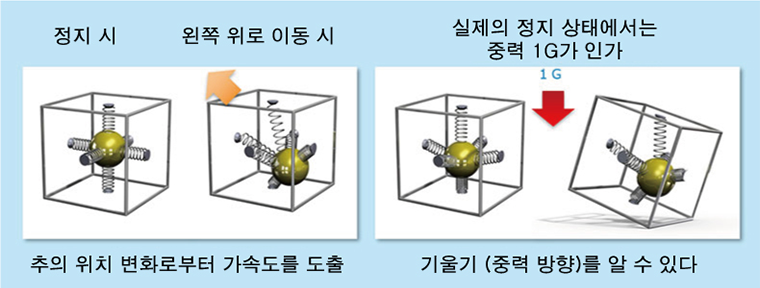 정지 시
왼쪽 위로 이동 시
추의 위치 변화로부터 가속도를 도출
실제의 정지 상태에서는
중력 1G가 인가
1 G
기울기 (중력 방향)를 알 수 있다